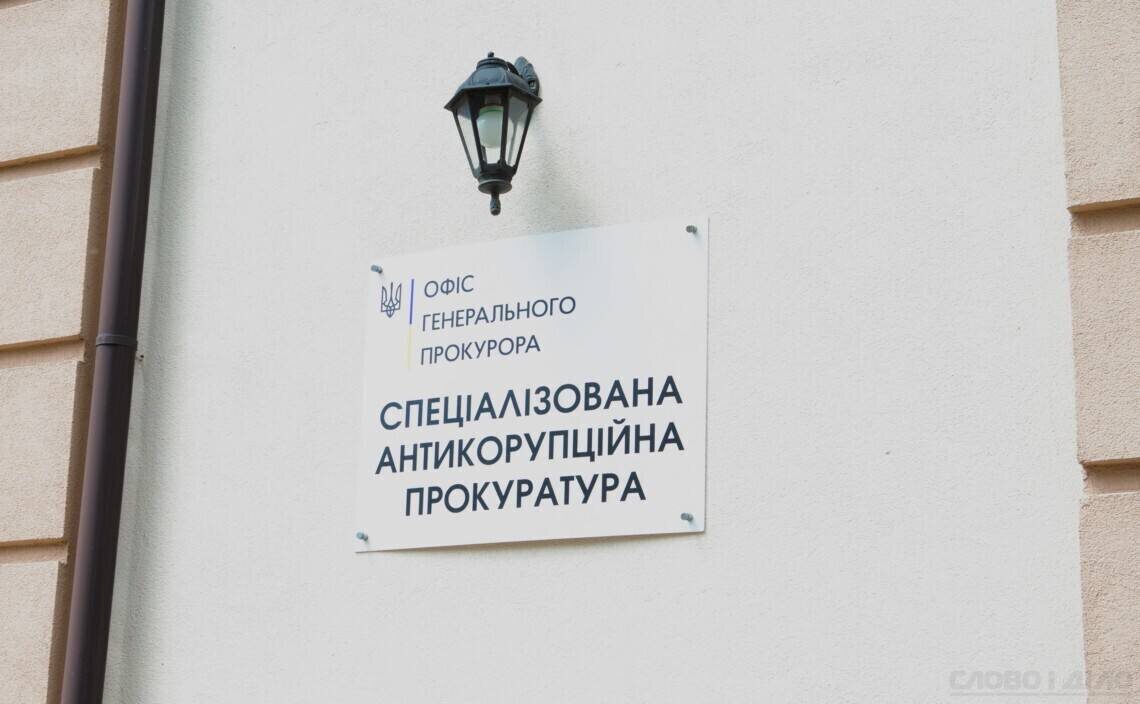 ОФІС
ГЕНЕРАЛЬНОГО
ПРОКУРОРА
СПЕЦІАЛІЗОВАНА
АНТИКОРУПЦІЙНА
ПРОКУРАТУРА
СЛОВО І ДІЛО